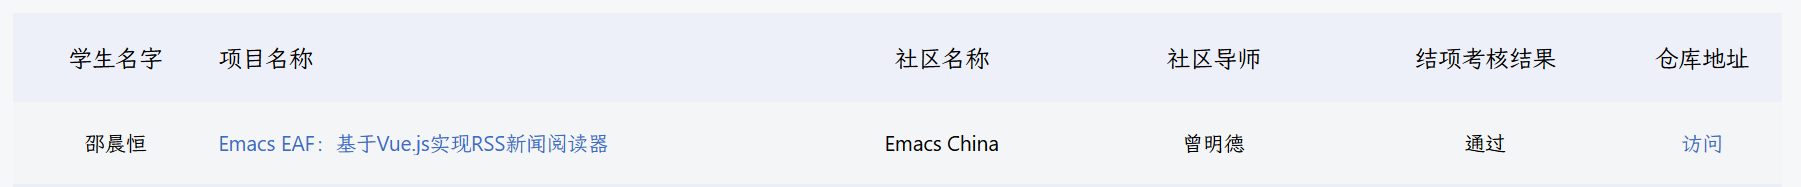 学生名字 项目名称 社区名称 社区导师 结项考核结果 仓库地址
邵晨恒 Emacs EAF：基于Vue.js实现RSS新闻阅读器 Emacs China 曾明德 通过 访问